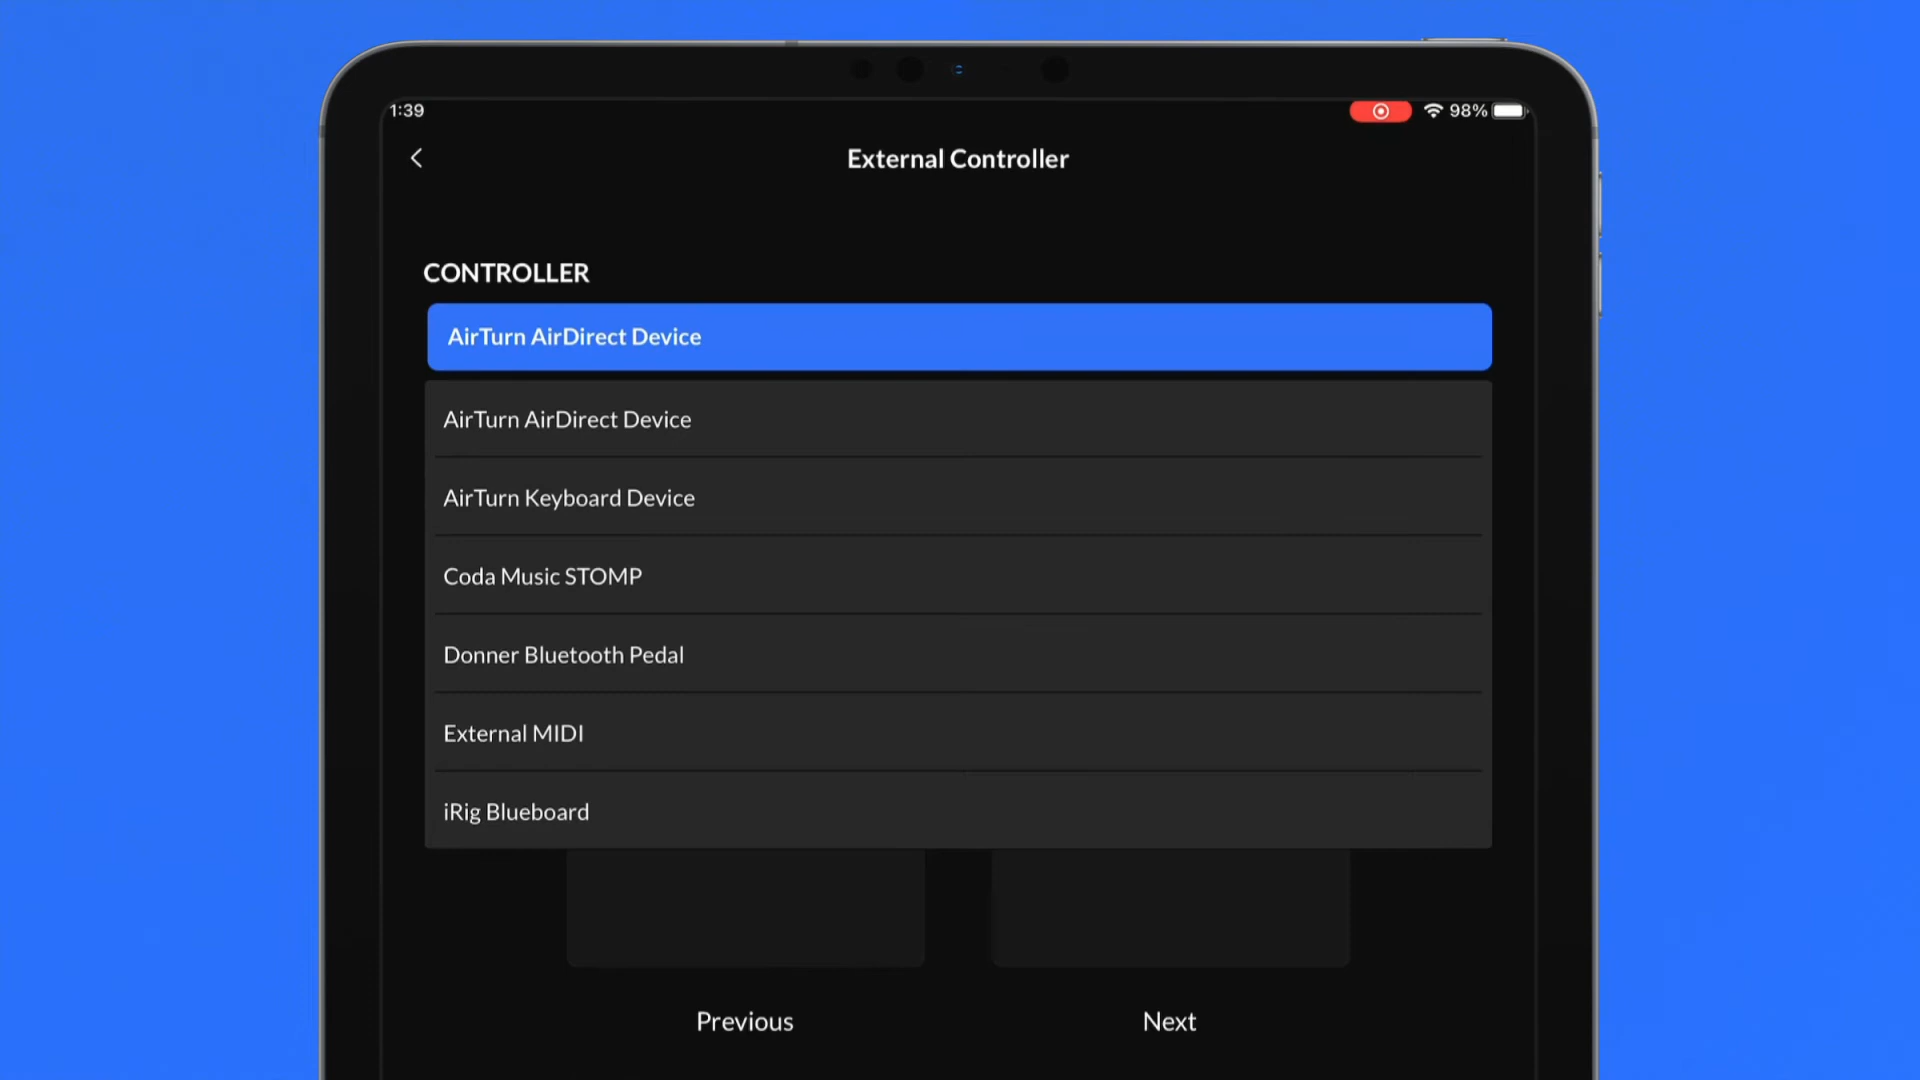 1:39
98%
External Controller
CONTROLLER
AirTurn AirDirect Device
AirTurn AirDirect Device
AirTurn Keyboard Device
Coda Music STOMP
Donner Bluetooth Pedal
External MIDI
iRig Blueboard
Previous
Next